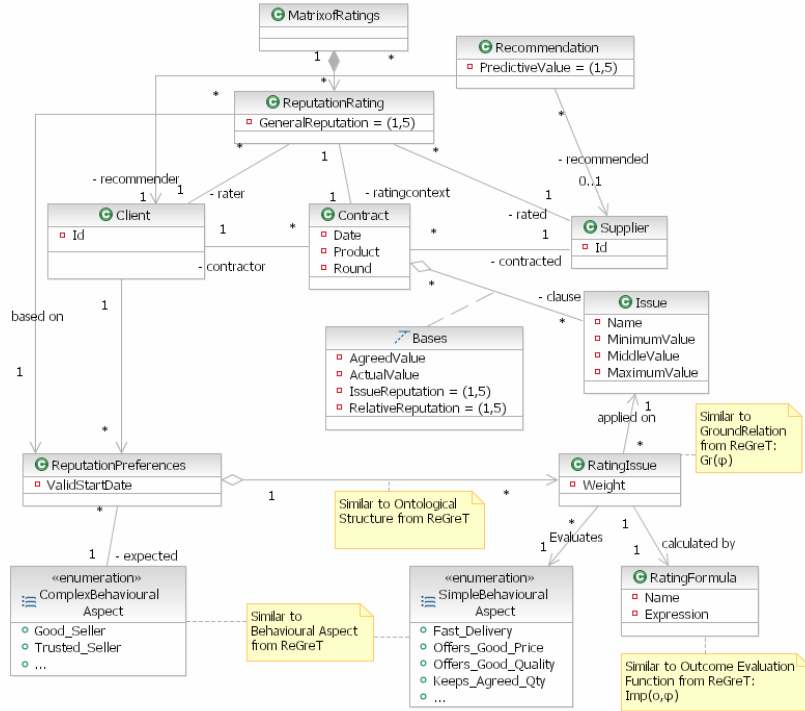 MatrixofRatings
1
*
*
Recommendation
PredictiveValue = (1,5)
*
ReputationRating
GeneralReputation = (1,5)
*
*
1
*
*
- recommended
0..1
- recommender
1
1
- rater
1
- ratingcontext
1
- rated
Client
Id
1
*
Contract
Date
Product
Round
*
1
Supplier
Id
- contractor
- contracted
*
- clause
*
Issue
Name
MinimumValue
MiddleValue
MaximumValue
1
based on
1
1
*
Bases
AgreedValue
ActualValue
IssueReputation = (1,5)
RelativeReputation = (1,5)
applied on
*
Similar to
GroundRelation
from ReGreT:
Gr(φ)
ReputationPreferences
ValidStartDate
1
*
RatingIssue
Weight
Similar to Ontological
Structure from ReGreT
*
1
- expected
*
Evaluates
1
1
calculated by
1
«enumeration»
ComplexBehavioural
Aspect
Good_Seller
Trusted_Seller
...
Similar to
Behavioural Aspect
from ReGreT
«enumeration»
SimpleBehavioural
Aspect
Fast_Delivery
Offers_Good_Price
Offers_Good_Quality
Keeps_Agreed_Qty
...
RatingFormula
Name
Expression
Similar to Outcome Evaluation
Function from ReGreT:
Imp(o,φ)